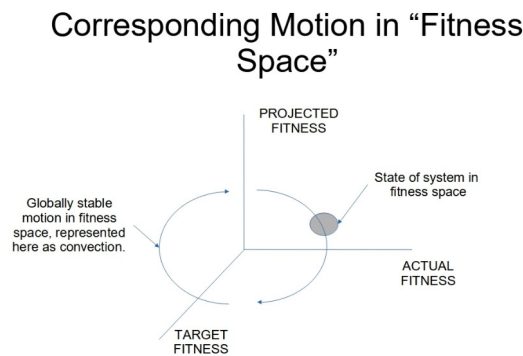 Corresponding Motion in “Fitness
Space”
PROJECTED
FITNESS
State of system in
fitness space
Globally stable
motion in fitness
space, represented
here as convection.
ACTUAL
FITNESS
TARGET
FITNESS